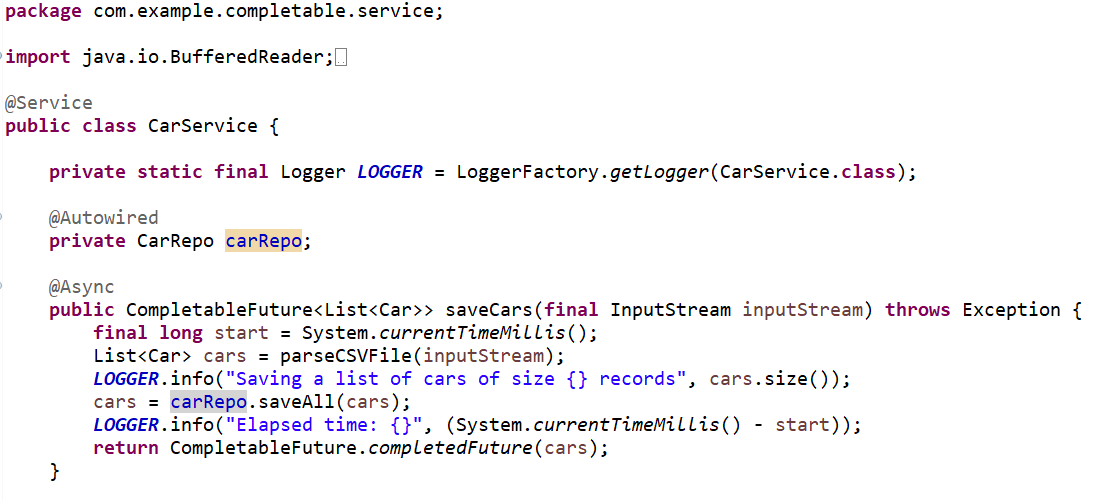 package com.example.completable.service;
import java.io.BufferedReader;
@Service
public class CarService {
private static final Logger LOGGER = LoggerFactory.getLogger(CarService.class);
@Autowired
private CarRepo carRepo;
@Async
public CompletableFuture<List<Car>> saveCars(final InputStream inputStream) throws Exception {
final long start = System.currentTimeMillis();
List<Car> cars = parseCSVFile(inputStream);
LOGGER.info("Saving a list of cars of size {} records", cars.size());
cars = carRepo.saveAll(cars);
LOGGER.info("Elapsed time: {}", (System.currentTimeMillis() - start));
return CompletableFuture.completedFuture(cars);
}